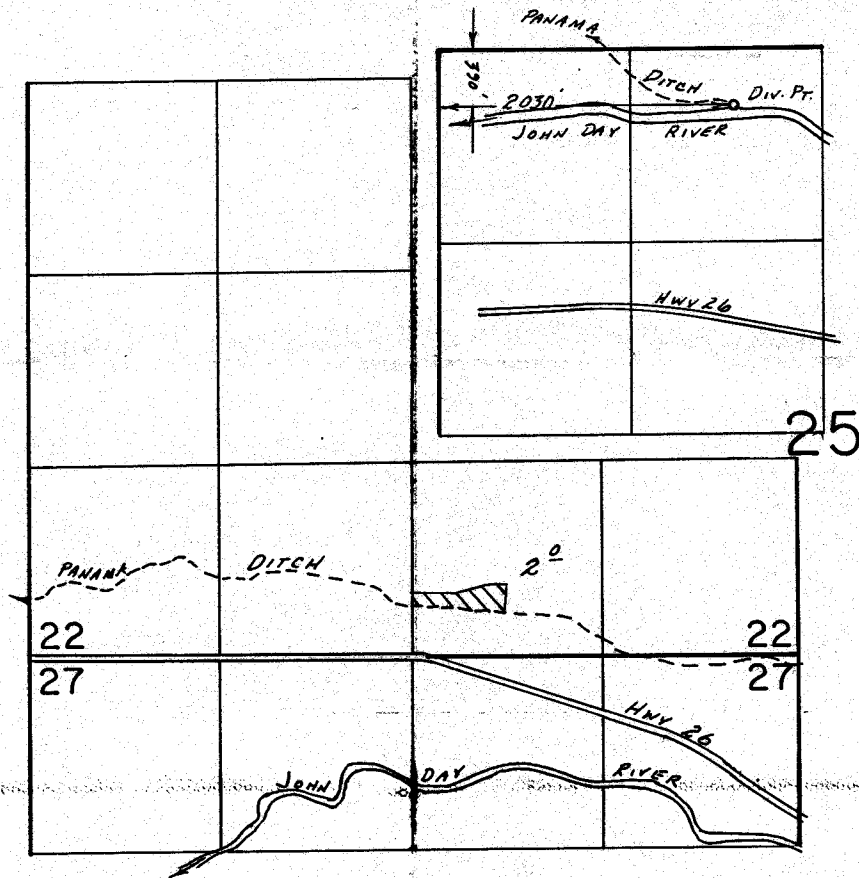 PANAMA
DITCH
DIV. PT.
390
2030'
JOHN DAY RIVER
HWY 26
25
PANAMA DITCH
2 0
22
22
27
27
HWY 26
JOHN DAY RIVER